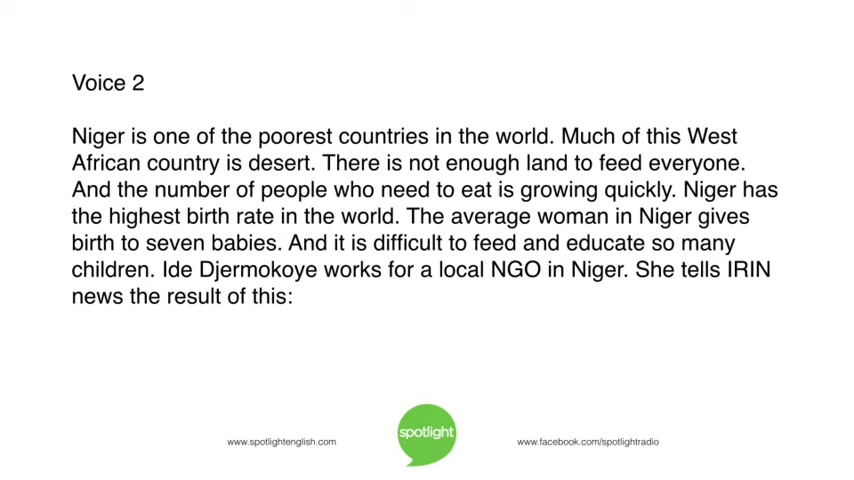 Voice 2
Niger is one of the poorest countries in the world. Much of this West
African country is desert. There is not enough land to feed everyone.
And the number of people who need to eat is growing quickly. Niger has
the highest birth rate in the world. The average woman in Niger gives
birth to seven babies. And it is difficult to feed and educate so many
children. Ide Djermokoye works for a local NGO in Niger. She tells IRIN
news the result of this:
www.spotlightenglish.com
spotlight
www.facebook.com/spotlightradio